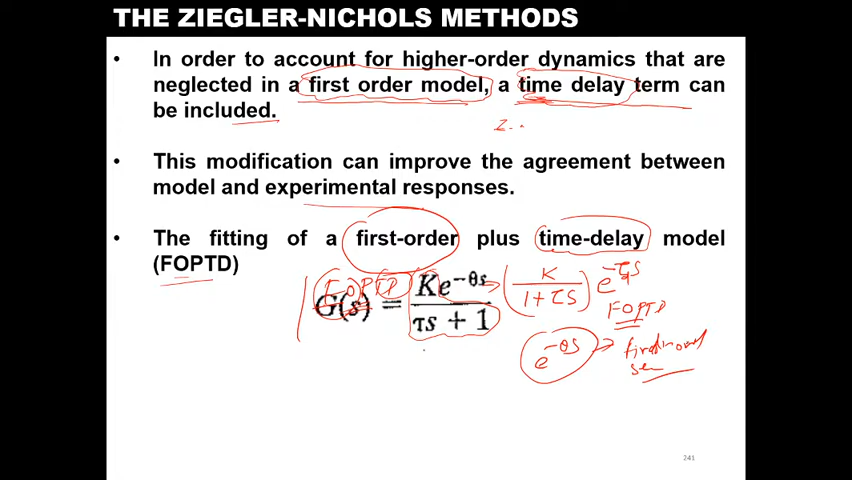 THE ZIEGLER-NICHOLS METHODS
• In order to account for higher-order dynamics that are
neglected in a first order model, a time delay term can
be included.
• This modification can improve the agreement between
model and experimental responses.
• The fitting of a first-order plus time-delay model
(FOPTD)
FOPTD
G(s) = Ke^{-θs} / (τs + 1)
(K / (1 + τs)) e^{-τ_d s}
FOPTD
e^{-θs} →
241